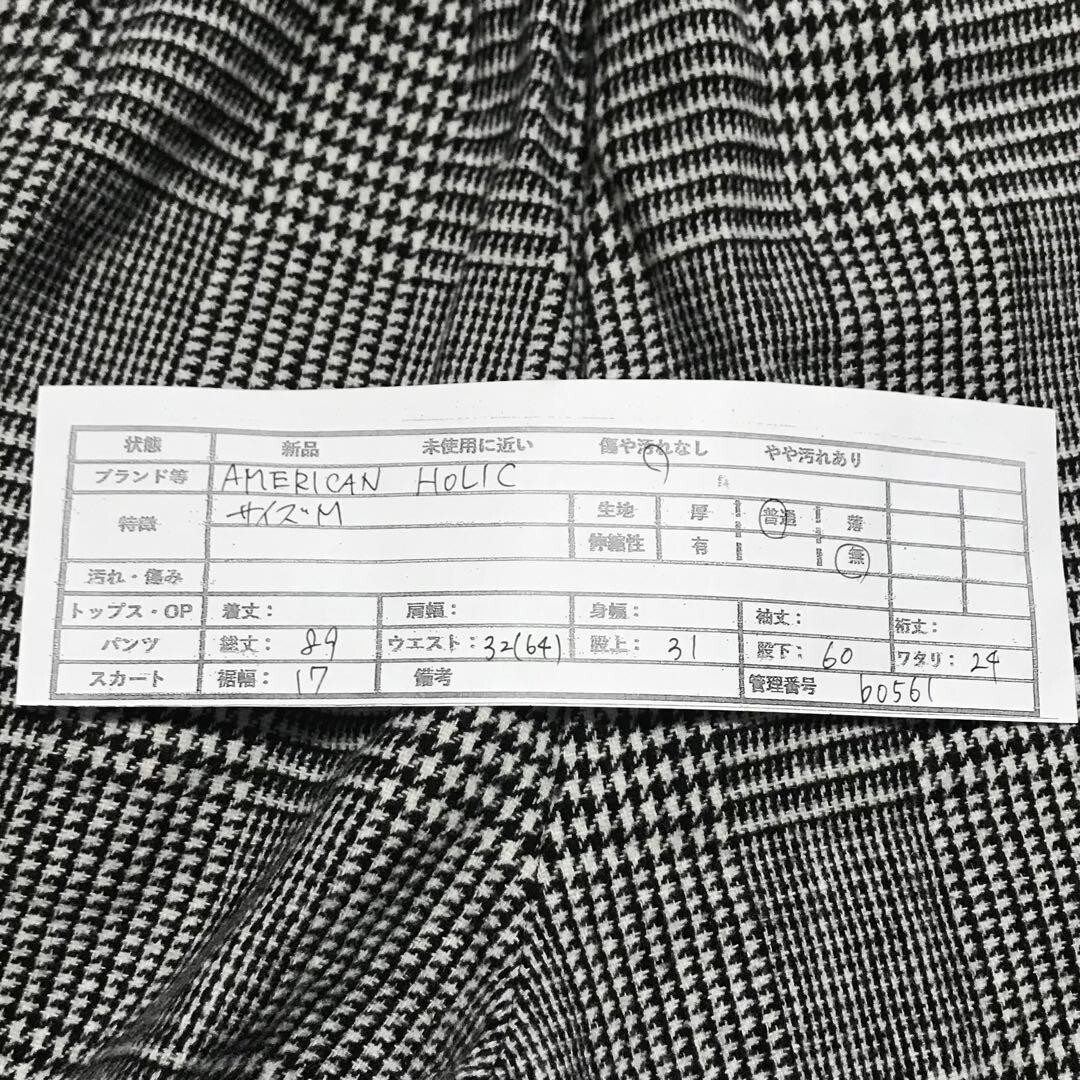 状態 新品 未使用に近い 傷や汚れなし やや汚れあり
ブランド等 AMERICAN HOLIC
特徴 サイズM 生地 厚 普通 薄
伸縮性 有 無
汚れ・傷み
トップス・OP 着丈： 肩幅： 身幅： 袖丈： 裄丈：
パンツ 総丈： 89 ウエスト： 32(64) 股上： 31 股下： 60 ワタリ： 24
スカート 裾幅： 17 備考 管理番号 b0561